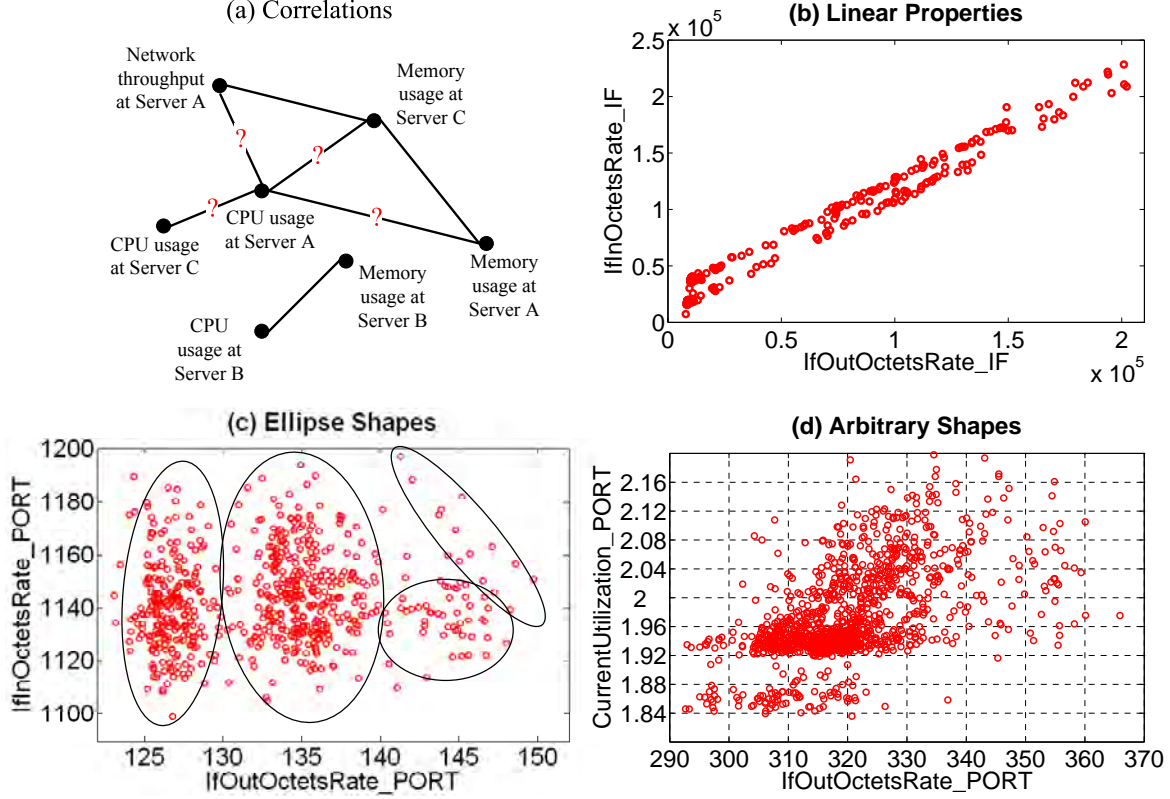 (a) Correlations
Network
throughput
at Server A
Memory
usage at
Server C
?
?
?
?
CPU usage
at Server A
CPU usage
at Server C
Memory
usage at
Server B
Memory
usage at
Server A
CPU
usage at
Server B
(b) Linear Properties
x 10^5
2.5
2
1.5
1
0.5
0
IfInOctetsRate_IF
0
0.5
1
1.5
2
IfOutOctetsRate_IF
x 10^5
(c) Ellipse Shapes
1200
1180
1160
1140
1120
1100
IfInOctetsRate_PORT
125
130
135
140
145
150
IfOutOctetsRate_PORT
(d) Arbitrary Shapes
2.16
2.12
2.08
2.04
2
1.96
1.92
1.88
1.84
CurrentUtilization_PORT
290
300
310
320
330
340
350
360
370
IfOutOctetsRate_PORT